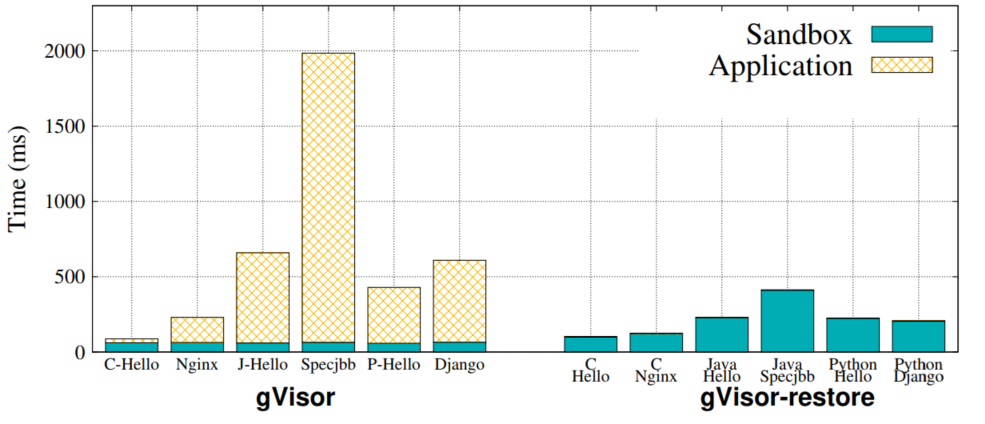 Sandbox
Application
Time (ms)
2000
1500
1000
500
0
C-Hello Nginx J-Hello Specjbb P-Hello Django
C Hello
C Nginx
Java Hello
Java Specjbb
Python Hello
Python Django
gVisor
gVisor-restore